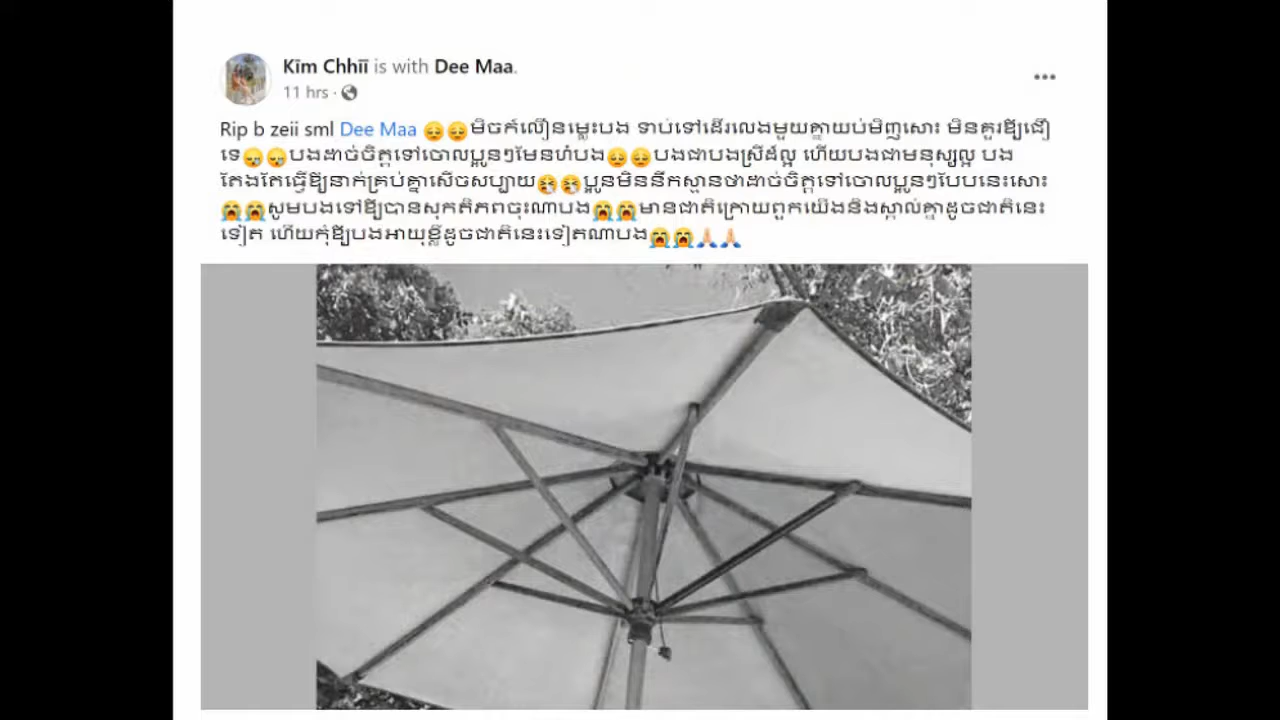 Kīm Chhīī is with Dee Maa.
11 hrs ·
Rip b zeii sml Dee Maa 😔😔មិចក៍លឿនម្លេះបង ទាប់ទៅដើរលេងមួយគ្នាយប់មិញសោះ មិនគួរឱ្យជឿ
ទេ😪😪បងដាច់ចិត្តទៅចោលប្អូនៗមែនហំបង😔😔បងជាបងស្រីដ៏ល្អ ហើយបងជាមនុស្សល្អ បង
តែងតែធ្វើឱ្យនាក់គ្រប់គ្នាសើចសប្បាយ😫😫ប្អូនមិននឹកស្មានថាដាច់ចិត្តទៅចោលប្អូនៗបែបនេះសោះ
😭😭សូមបងទៅឱ្យបានសុកតិភពចុះណាបង😭😭មានជាតិក្រោយពួកយើងនិងស្គាល់គ្នាដូចជាតិនេះ
ទៀត ហើយកុំឱ្យបងអាយុខ្លីដូចជាតិនេះទៀតណាបង😭😭🙏🏻🙏🏻